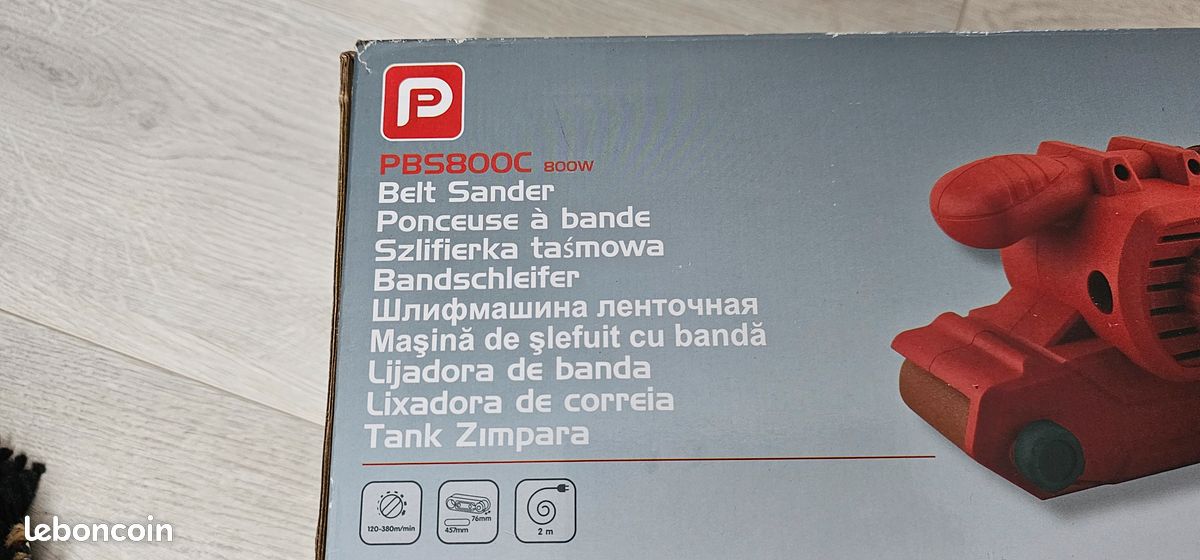 P
PBS800C 800W
Belt Sander
Ponceuse à bande
Szlifierka taśmowa
Bandschleifer
Шлифмашина ленточная
Maşină de şlefuit cu bandă
Lijadora de banda
Lixadora de correia
Tank Zımpara
120-380m/min
76mm
457mm
2 m
leboncoin